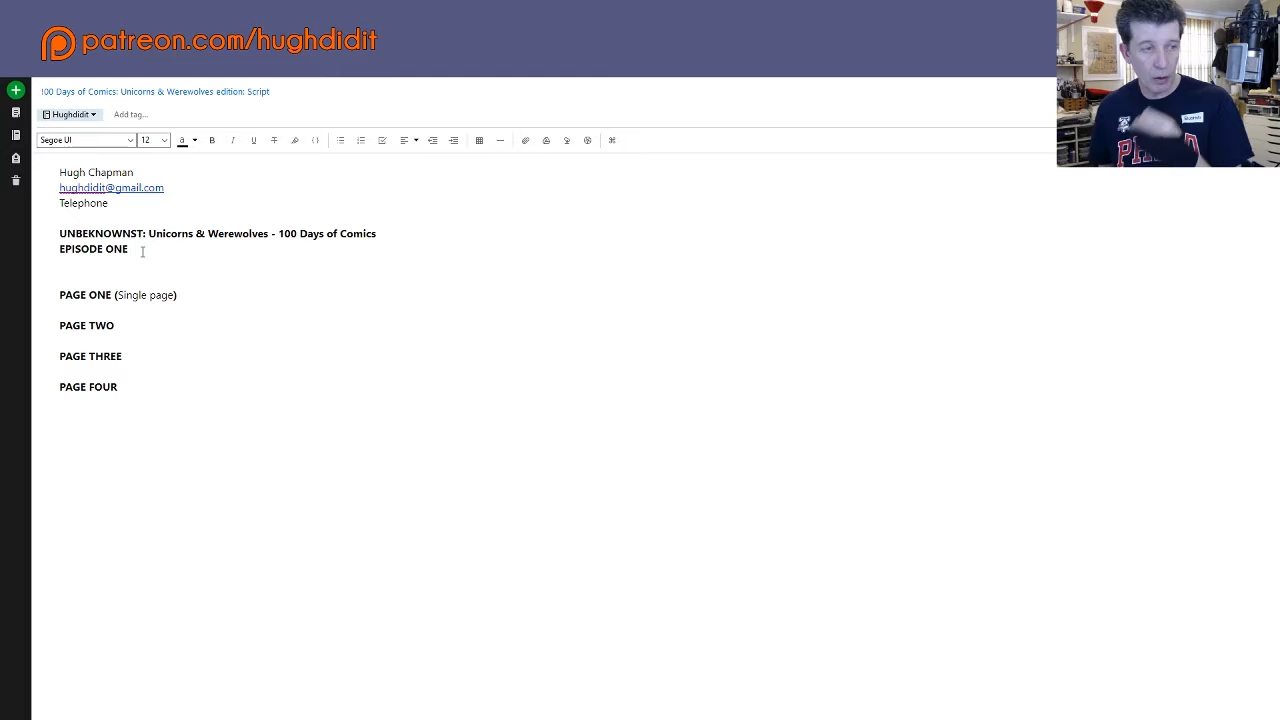 patreon.com/hughdidit
100 Days of Comics: Unicorns & Werewolves edition: Script
Hughdidit
Add tag...
Segoe UI 12 a B I U T
Hugh Chapman
hughdidit@gmail.com
Telephone
UNBEKNOWNST: Unicorns & Werewolves - 100 Days of Comics
EPISODE ONE
PAGE ONE (Single page)
PAGE TWO
PAGE THREE
PAGE FOUR